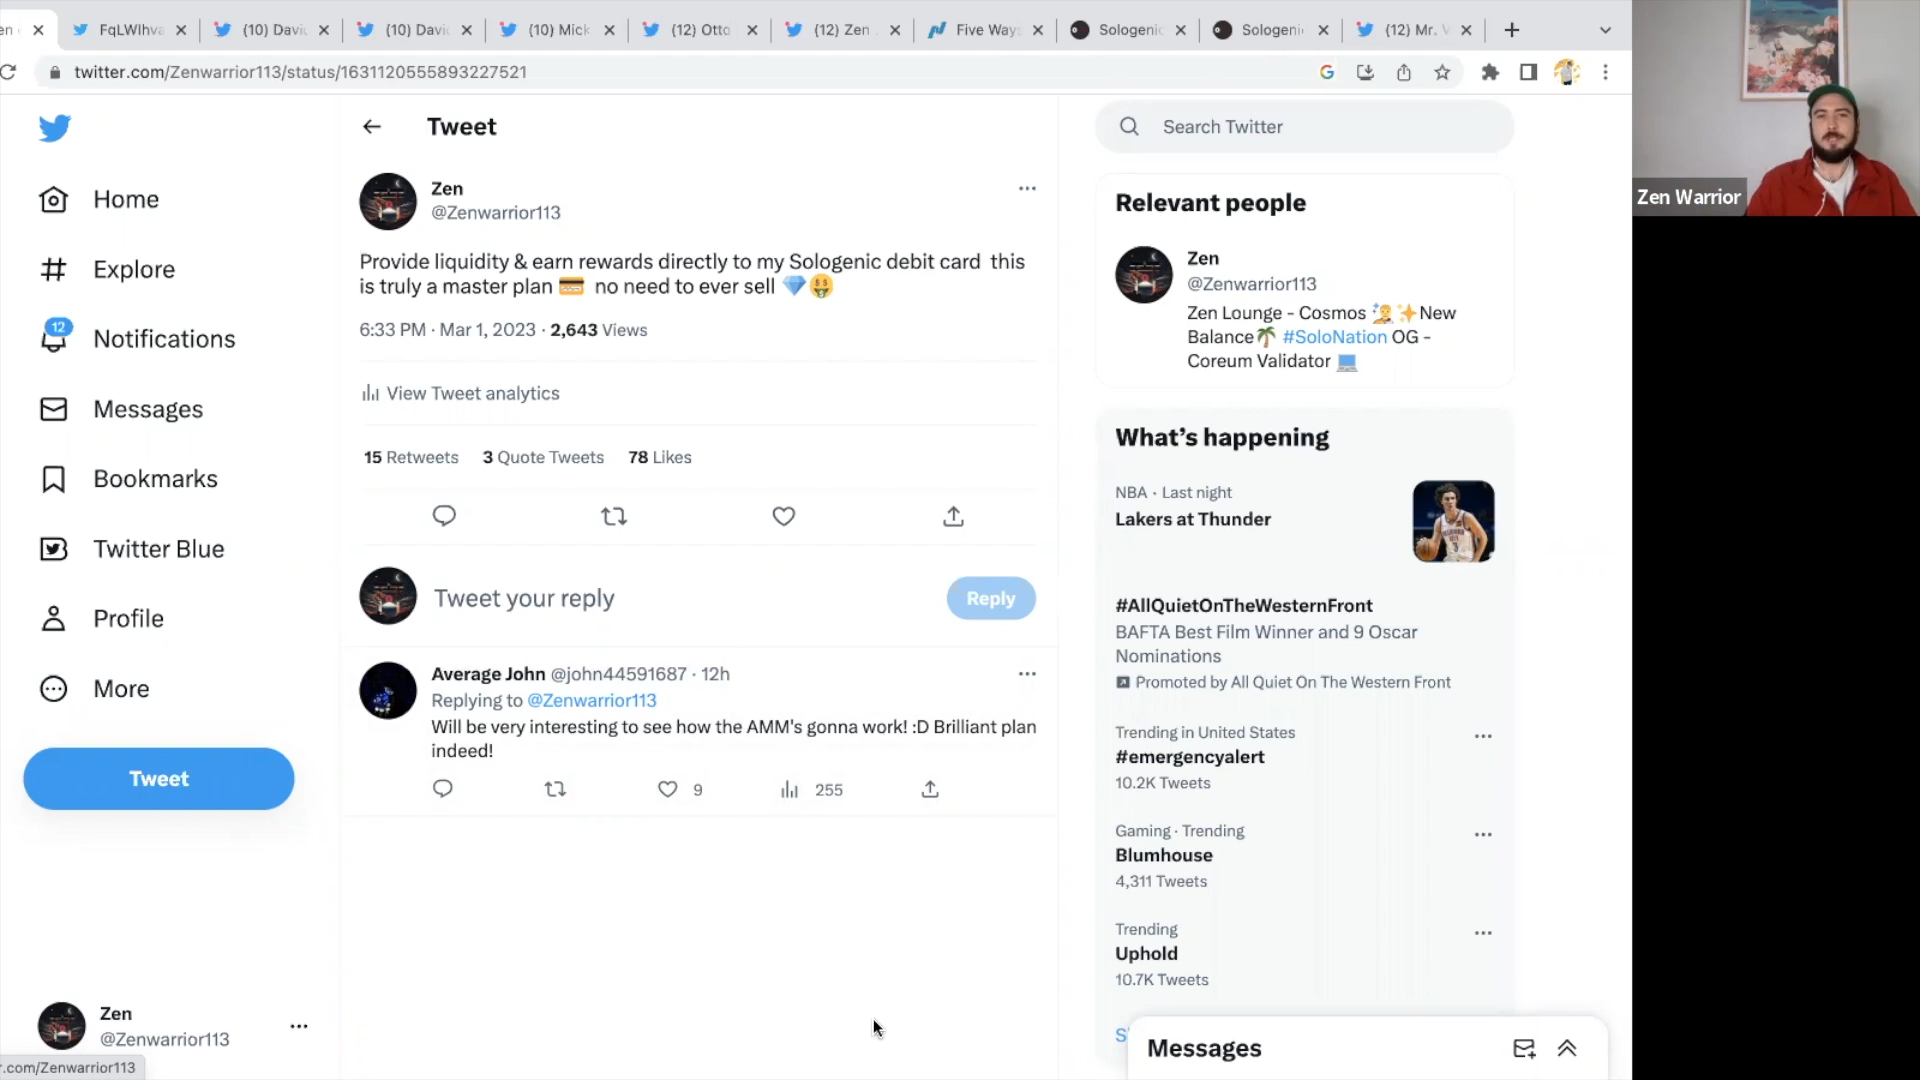 en
FqLWlhva
(10) Davi
(10) Davi
(10) Mick
(12) Otto
(12) Zen
Five Ways
Sologenic
Sologeni
(12) Mr. V
twitter.com/Zenwarrior113/status/1631120555893227521
Home
Explore
12
Notifications
Messages
Bookmarks
Twitter Blue
Profile
More
Tweet
Zen
@Zenwarrior113
r.com/Zenwarrior113
Tweet
Zen
@Zenwarrior113
Provide liquidity & earn rewards directly to my Sologenic debit card this
is truly a master plan 💳 no need to ever sell 💎🤑
6:33 PM · Mar 1, 2023 · 2,643 Views
View Tweet analytics
15 Retweets 3 Quote Tweets 78 Likes
Tweet your reply
Reply
Average John @john44591687 · 12h
Replying to @Zenwarrior113
Will be very interesting to see how the AMM's gonna work! :D Brilliant plan
indeed!
9
255
Search Twitter
Relevant people
Zen
@Zenwarrior113
Zen Lounge - Cosmos ✨New
Balance🌴 #SoloNation OG -
Coreum Validator 💻
What's happening
NBA · Last night
Lakers at Thunder
#AllQuietOnTheWesternFront
BAFTA Best Film Winner and 9 Oscar
Nominations
Promoted by All Quiet On The Western Front
Trending in United States
#emergencyalert
10.2K Tweets
Gaming · Trending
Blumhouse
4,311 Tweets
Trending
Uphold
10.7K Tweets
Messages
Zen Warrior